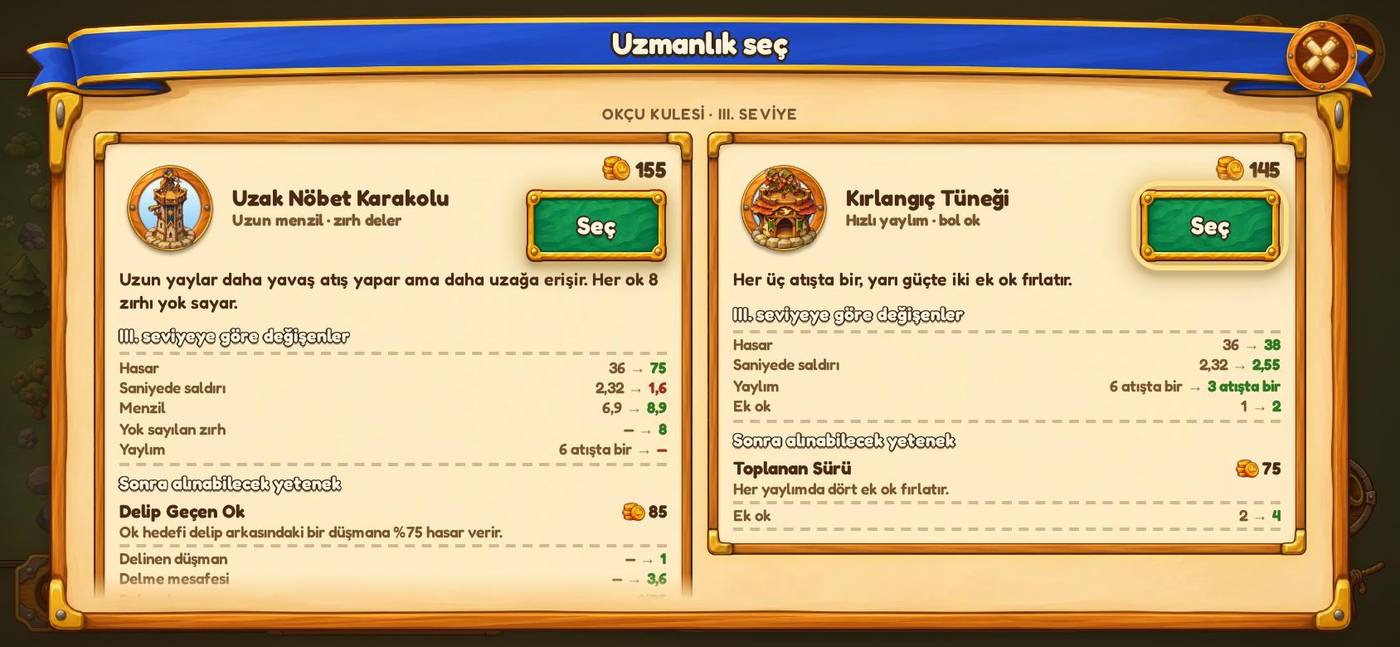 Uzmanlık seç
OKÇU KULESİ · III. SEVİYE
155
Uzak Nöbet Karakolu
Uzun menzil · zırh deler
Seç
Uzun yaylar daha yavaş atış yapar ama daha uzağa erişir. Her ok 8
zırhı yok sayar.
III. seviyeye göre değişenler
Hasar 36 → 75
Saniyede saldırı 2,32 → 1,6
Menzil 6,9 → 8,9
Yok sayılan zırh – → 8
Yaylım 6 atışta bir → –
Sonra alınabilecek yetenek
Delip Geçen Ok 85
Ok hedefi delip arkasındaki bir düşmana %75 hasar verir.
Delinen düşman – → 1
Delme mesafesi – → 3,6
145
Kırlangıç Tüneği
Hızlı yaylım · bol ok
Seç
Her üç atışta bir, yarı güçte iki ek ok fırlatır.
III. seviyeye göre değişenler
Hasar 36 → 38
Saniyede saldırı 2,32 → 2,55
Yaylım 6 atışta bir → 3 atışta bir
Ek ok 1 → 2
Sonra alınabilecek yetenek
Toplanan Sürü 75
Her yaylımda dört ek ok fırlatır.
Ek ok 2 → 4